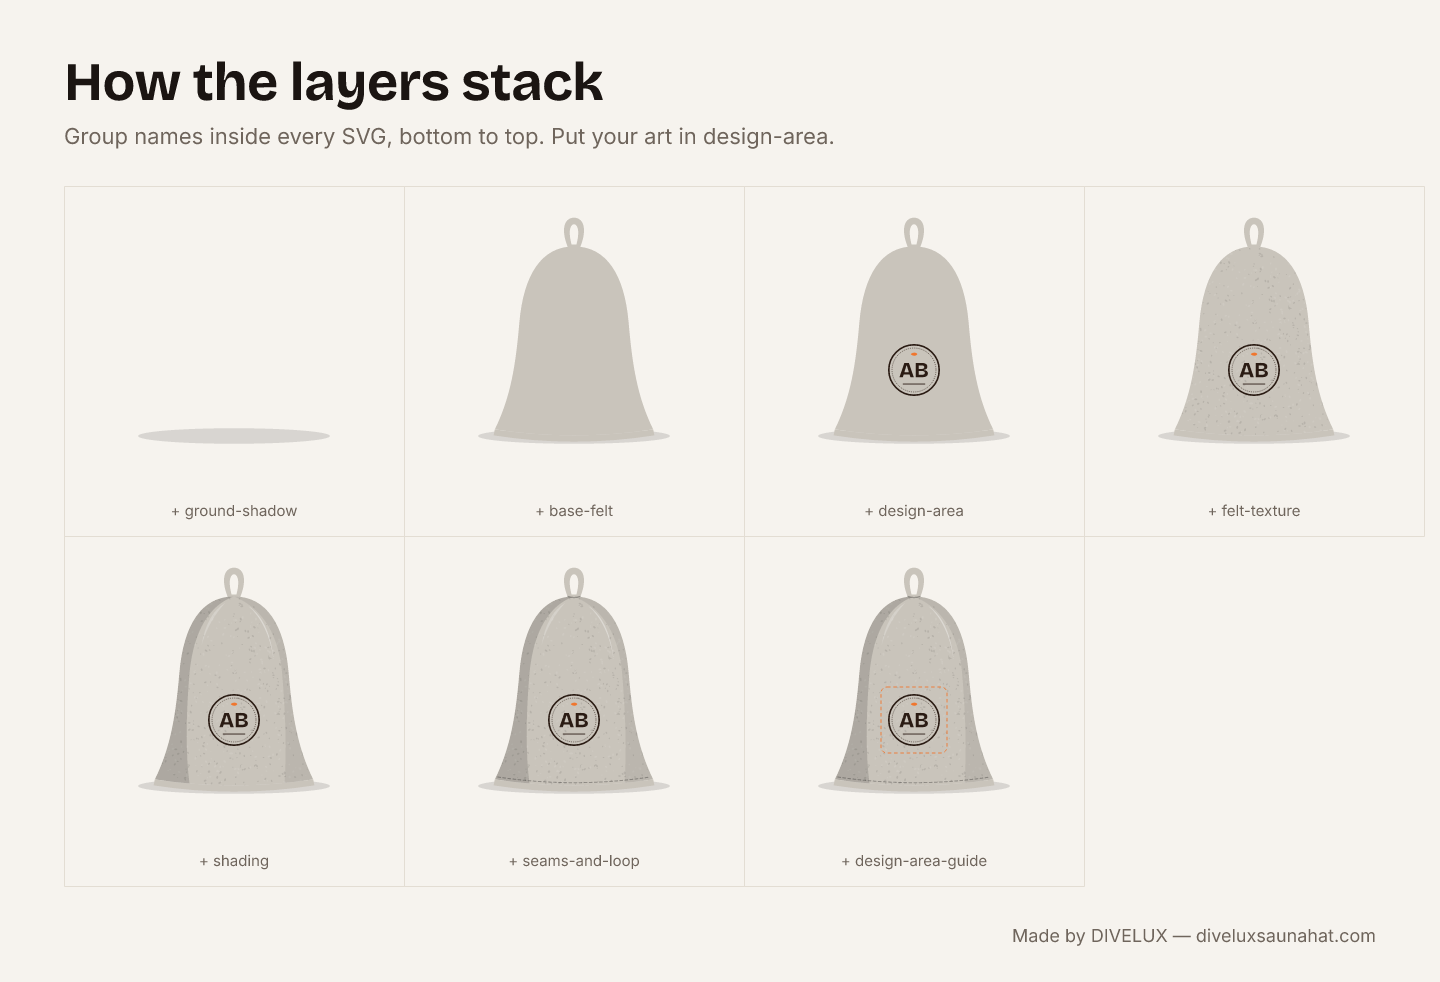 How the layers stack
Group names inside every SVG, bottom to top. Put your art in design-area.
+ ground-shadow
+ base-felt
AB
+ design-area
AB
+ felt-texture
AB
+ shading
AB
+ seams-and-loop
AB
+ design-area-guide
Made by DIVELUX — diveluxsaunahat.com